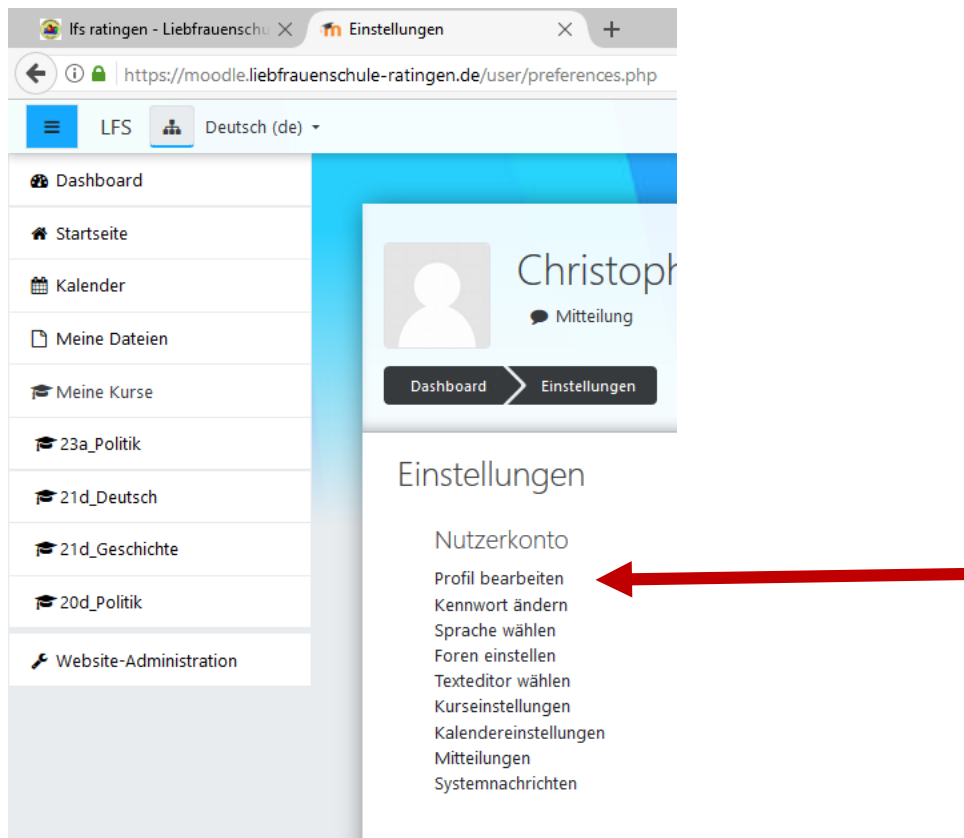 lfs ratingen - Liebfrauenschu
Einstellungen
https://moodle.liebfrauenschule-ratingen.de/user/preferences.php
LFS
Deutsch (de)
Dashboard
Startseite
Kalender
Meine Dateien
Meine Kurse
23a_Politik
21d_Deutsch
21d_Geschichte
20d_Politik
Website-Administration
Christoph
Mitteilung
Dashboard
Einstellungen
Einstellungen
Nutzerkonto
Profil bearbeiten
Kennwort ändern
Sprache wählen
Foren einstellen
Texteditor wählen
Kurseinstellungen
Kalendereinstellungen
Mitteilungen
Systemnachrichten